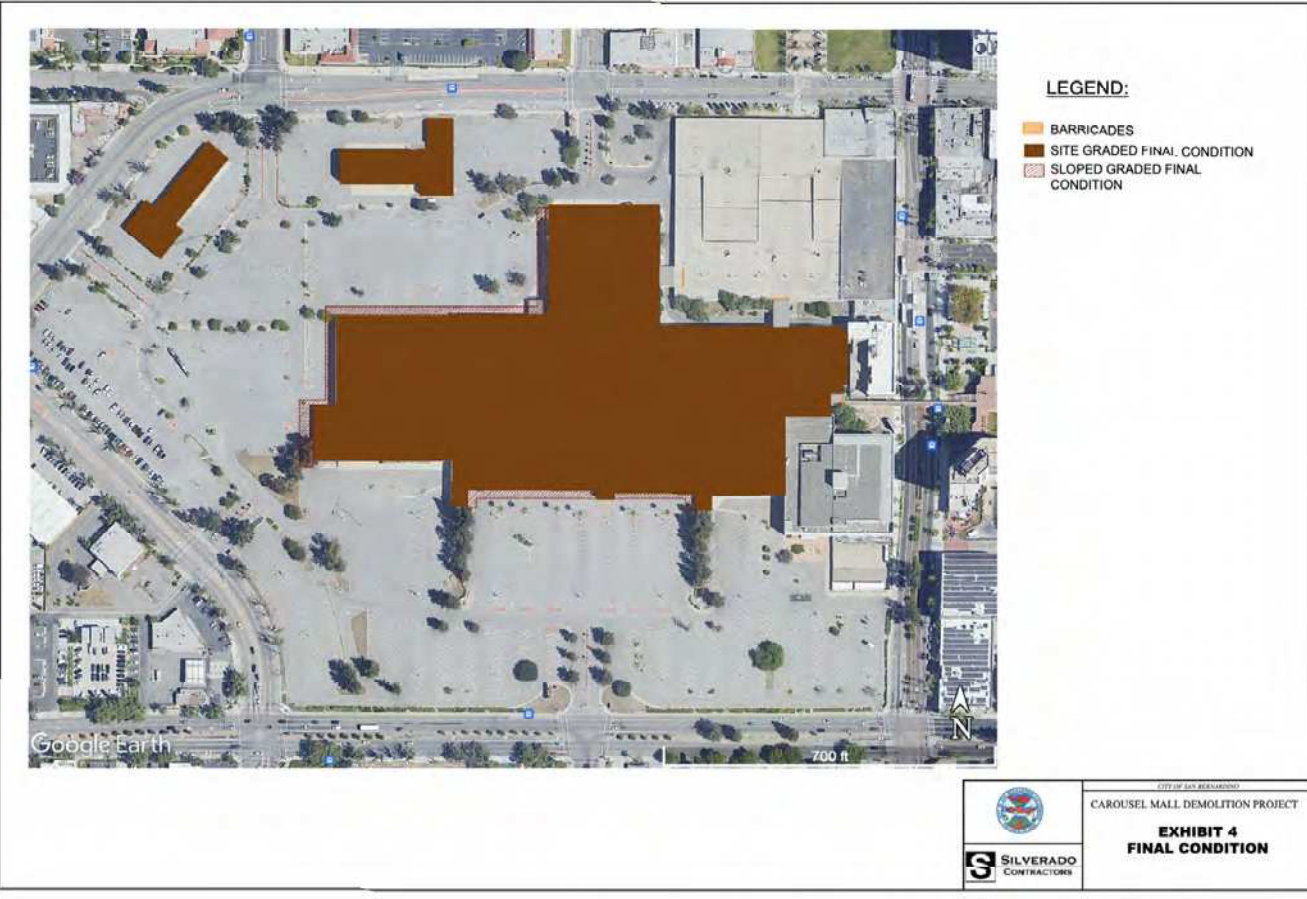 LEGEND:
BARRICADES
SITE GRADED FINAL CONDITION
SLOPED GRADED FINAL
CONDITION
N
Google Earth
700 ft
CITY OF SAN BERNARDINO
CAROUSEL MALL DEMOLITION PROJECT
EXHIBIT 4
FINAL CONDITION
S SILVERADO
CONTRACTORS